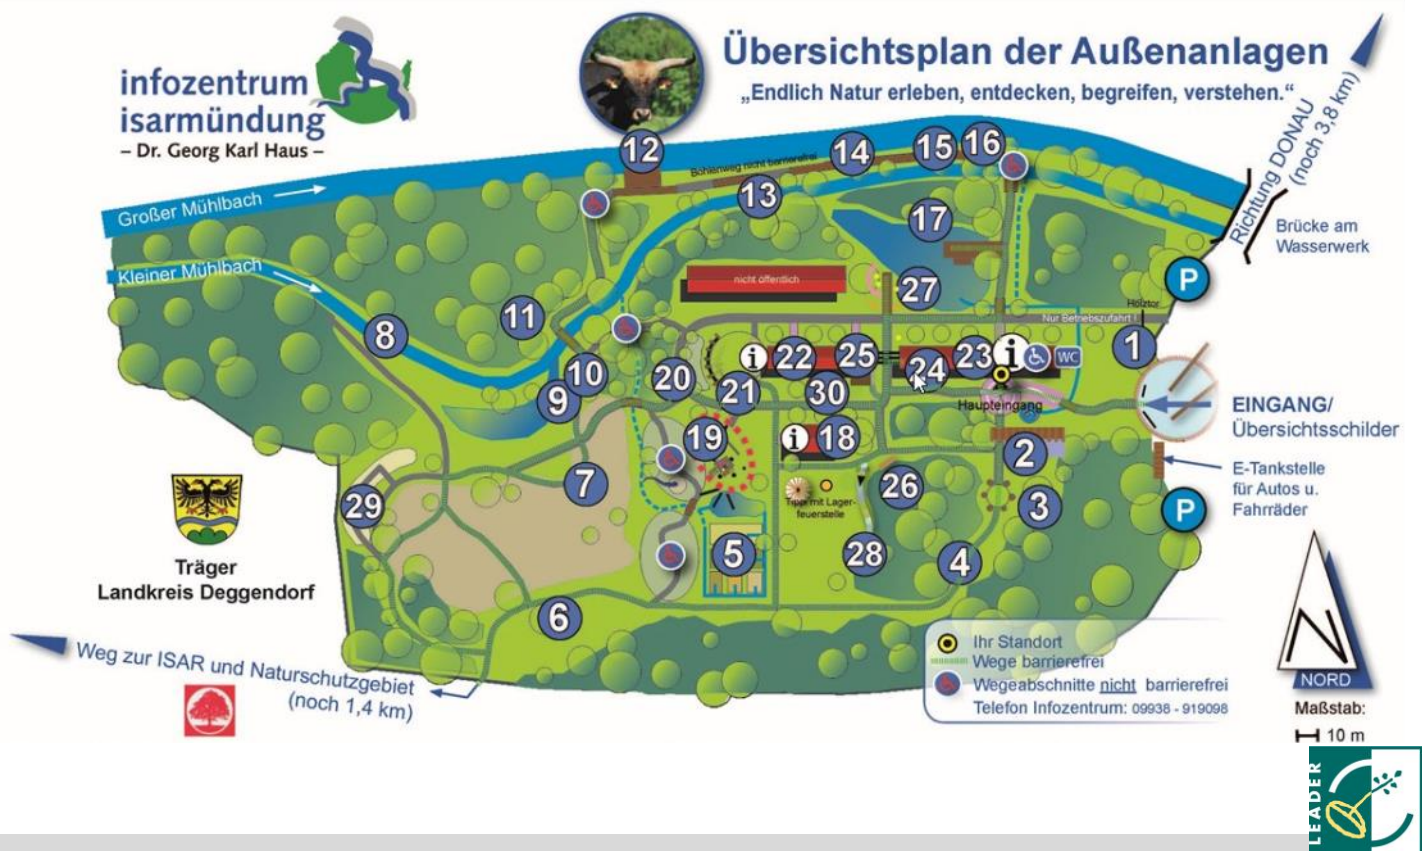 infozentrum
isarmündung
– Dr. Georg Karl Haus –
Übersichtsplan der Außenanlagen
„Endlich Natur erleben, entdecken, begreifen, verstehen.“
Richtung DONAU
(noch 3,8 km)
Brücke am
Wasserwerk
Großer Mühlbach
Kleiner Mühlbach
Bohlenweg nicht barrierefrei
12
13
14
15
16
17
P
nicht öffentlich
27
Holztor
Nur Betriebszufahrt !
8
11
10
9
20
i
22
25
24
23
i
WC
1
21
30
Haupteingang
EINGANG/
Übersichtsschilder
19
i
18
2
E-Tankstelle
für Autos u.
Fahrräder
29
7
Tippi mit Lager-
feuerstelle
26
3
P
5
28
4
6
Träger
Landkreis Deggendorf
Weg zur ISAR und Naturschutzgebiet
(noch 1,4 km)
Ihr Standort
Wege barrierefrei
Wegeabschnitte nicht barrierefrei
Telefon Infozentrum: 09938 - 919098
N
NORD
Maßstab:
10 m
LEADER